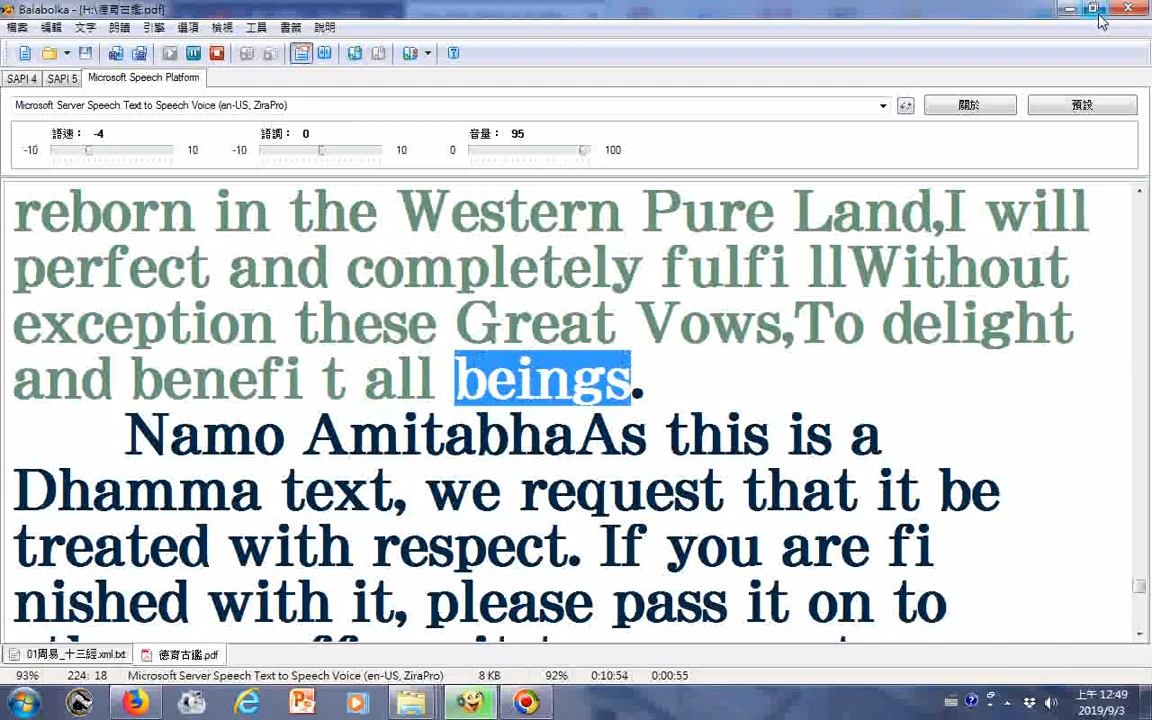 Balabolka - [H:\德育古鑑.pdf]
檔案 編輯 文字 朗讀 引擎 選項 檢視 工具 書籤 說明
SAPI 4 SAPI 5 Microsoft Speech Platform
Microsoft Server Speech Text to Speech Voice (en-US, ZiraPro) 關於 預設
語速： -4 語調： 0 音量： 95
-10 10 -10 10 0 100
reborn in the Western Pure Land,I will
perfect and completely fulfi llWithout
exception these Great Vows,To delight
and benefi t all beings.
Namo AmitabhaAs this is a
Dhamma text, we request that it be
treated with respect. If you are fi
nished with it, please pass it on to
01周易_十三經.xml.txt 德育古鑑.pdf
93% 224: 18 Microsoft Server Speech Text to Speech Voice (en-US, ZiraPro) 8 KB 92% 0:10:54 0:00:55
上午 12:49
2019/9/3